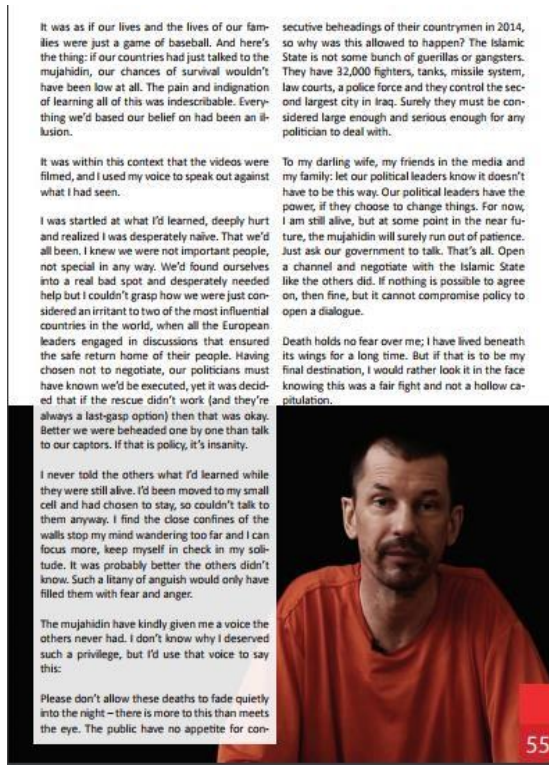 It was as if our lives and the lives of our fam-
ilies were just a game of baseball. And here's
the thing: if our countries had just talked to the
mujahidin, our chances of survival wouldn't
have been low at all. The pain and indignation
of learning all of this was indescribable. Every-
thing we'd based our belief on had been an il-
lusion.
It was within this context that the videos were
filmed, and I used my voice to speak out against
what I had seen.
I was startled at what I'd learned, deeply hurt
and realized I was desperately naïve. That we'd
all been. I knew we were not important people,
not special in any way. We'd found ourselves
into a real bad spot and desperately needed
help but I couldn't grasp how we were just con-
sidered an irritant to two of the most influential
countries in the world, when all the European
leaders engaged in discussions that ensured
the safe return home of their people. Having
chosen not to negotiate, our politicians must
have known we'd be executed, yet it was decid-
ed that if the rescue didn't work (and they're
always a last-gasp option) then that was okay.
Better we were beheaded one by one than talk
to our captors. If that is policy, it's insanity.
I never told the others what I'd learned while
they were still alive. I'd been moved to my small
cell and had chosen to stay, so couldn't talk to
them anyway. I find the close confines of the
walls stop my mind wandering too far and I can
focus more, keep myself in check in my soli-
tude. It was probably better the others didn't
know. Such a litany of anguish would only have
filled them with fear and anger.
The mujahidin have kindly given me a voice the
others never had. I don't know why I deserved
such a privilege, but I'd use that voice to say
this:
Please don't allow these deaths to fade quietly
into the night – there is more to this than meets
the eye. The public have no appetite for con-
secutive beheadings of their countrymen in 2014,
so why was this allowed to happen? The Islamic
State is not some bunch of guerillas or gangsters.
They have 32,000 fighters, tanks, missile system,
law courts, a police force and they control the sec-
ond largest city in Iraq. Surely they must be con-
sidered large enough and serious enough for any
politician to deal with.
To my darling wife, my friends in the media and
my family: let our political leaders know it doesn't
have to be this way. Our political leaders have the
power, if they choose to change things. For now,
I am still alive, but at some point in the near fu-
ture, the mujahidin will surely run out of patience.
Just ask our government to talk. That's all. Open
a channel and negotiate with the Islamic State
like the others did. If nothing is possible to agree
on, then fine, but it cannot compromise policy to
open a dialogue.
Death holds no fear over me; I have lived beneath
its wings for a long time. But if that is to be my
final destination, I would rather look it in the face
knowing this was a fair fight and not a hollow ca-
pitulation.
55